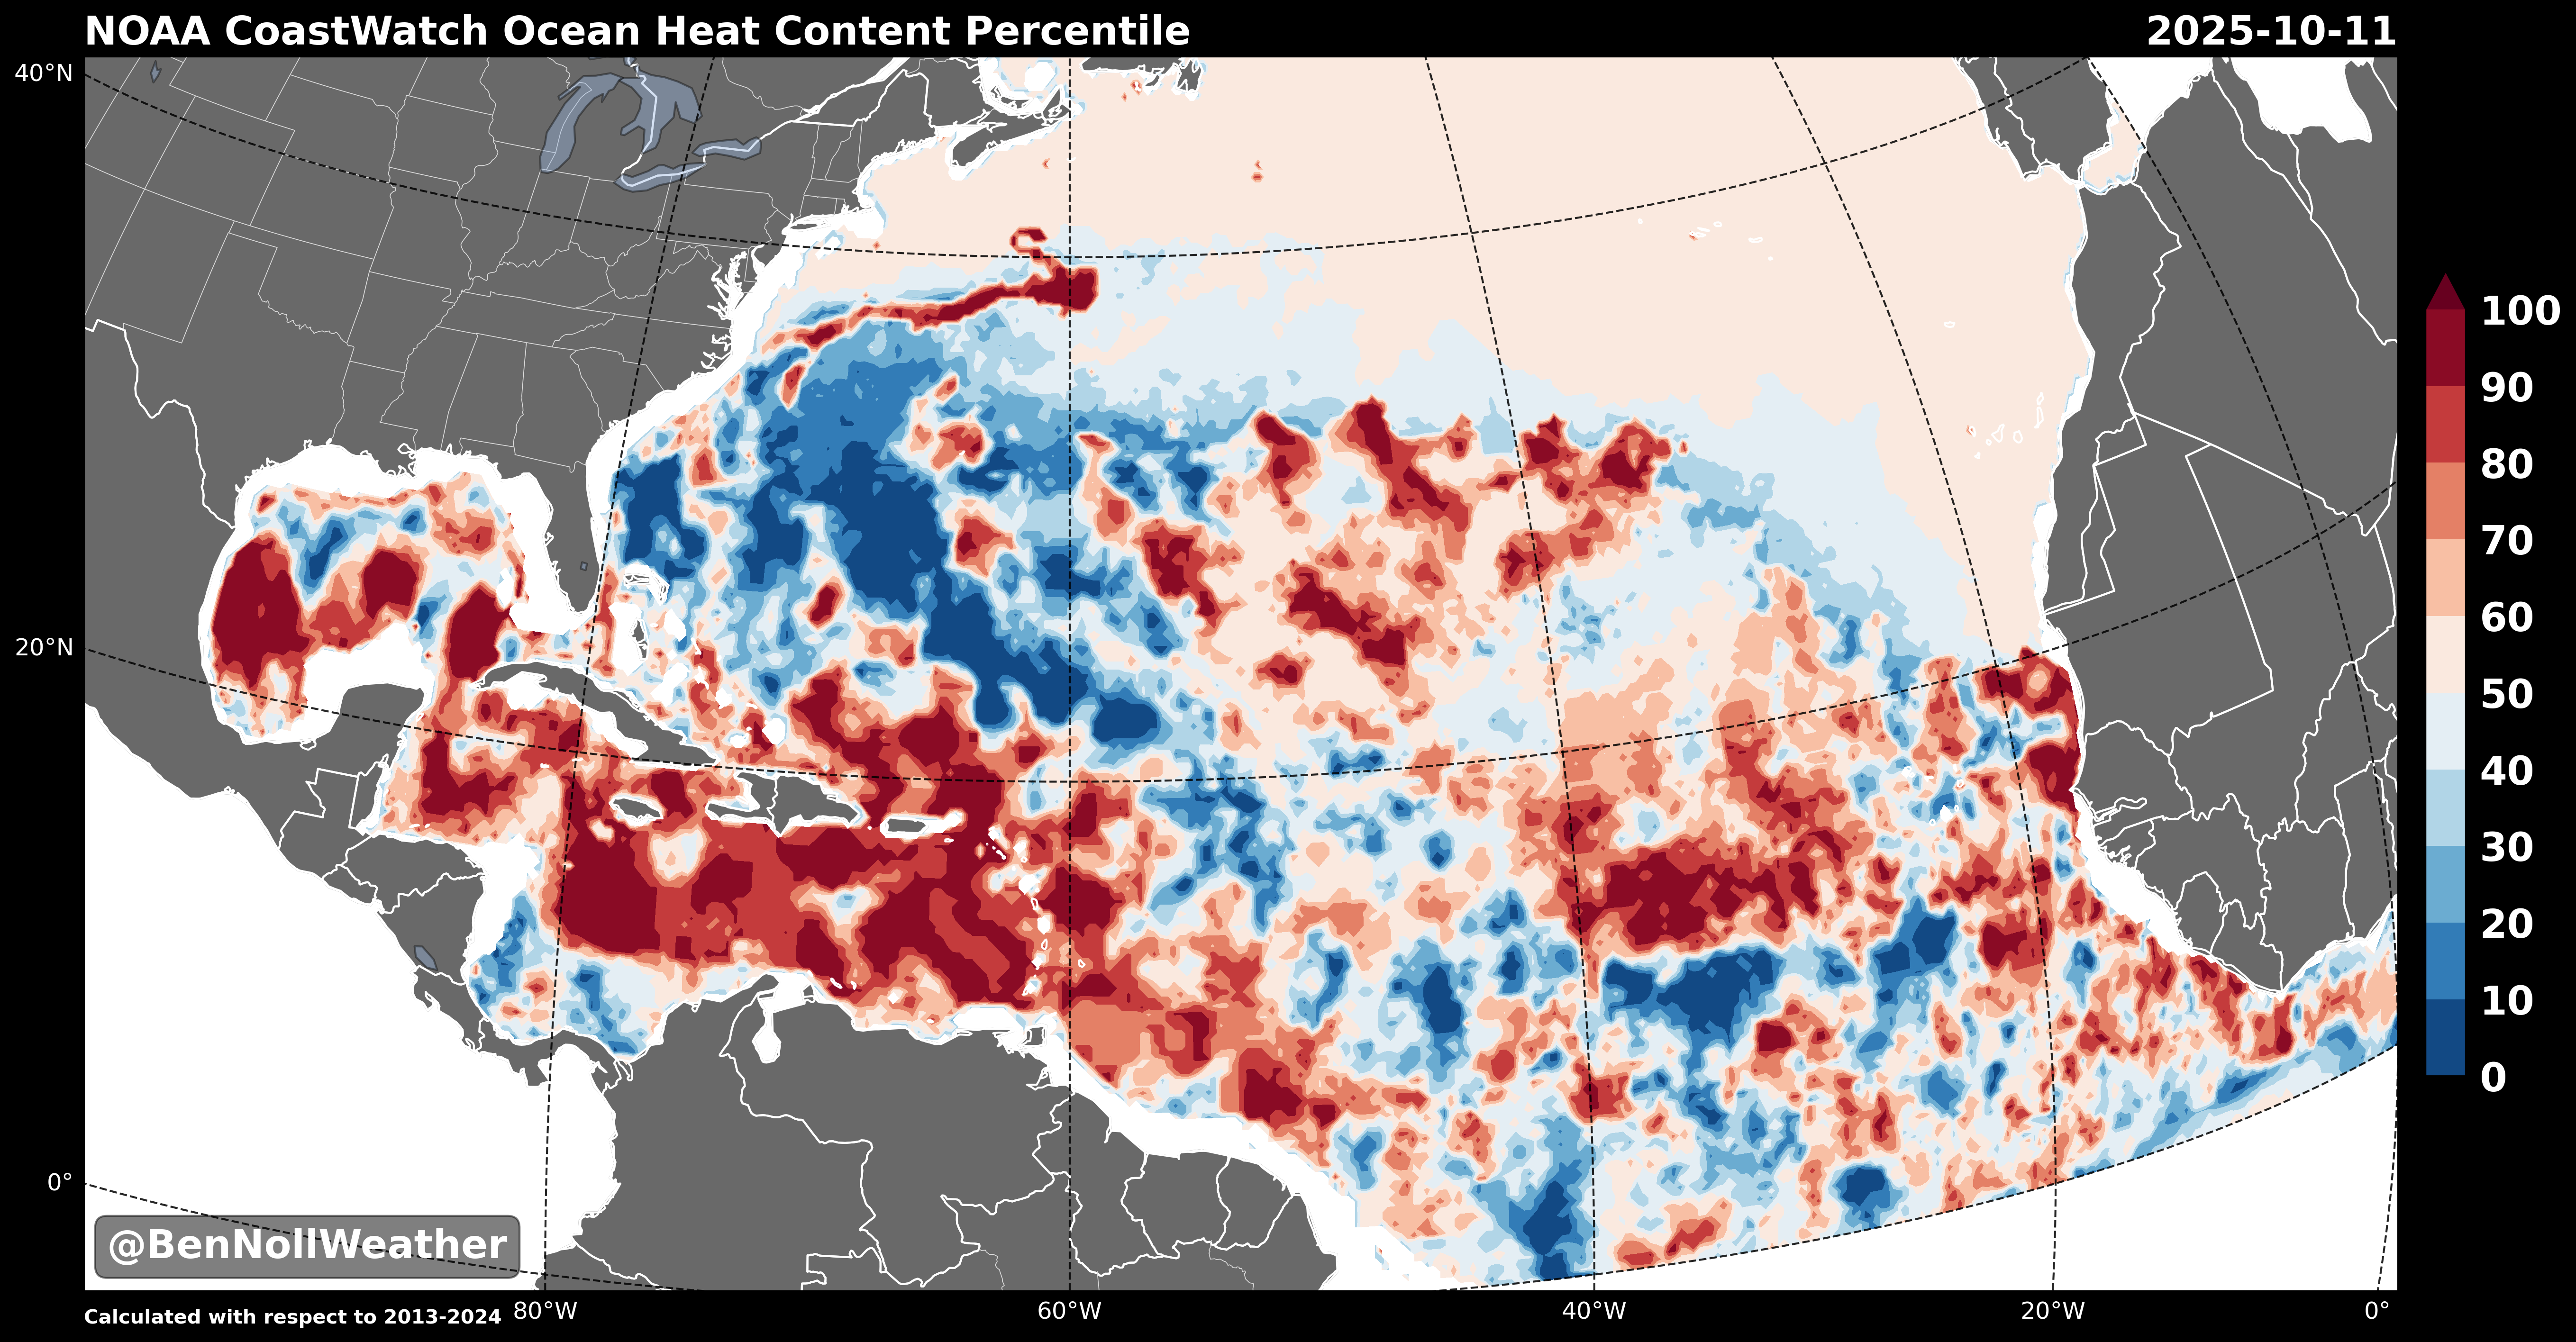 NOAA CoastWatch Ocean Heat Content Percentile
2025-10-11
40°N
20°N
0°
100
90
80
70
60
50
40
30
20
10
0
@BenNollWeather
Calculated with respect to 2013-2024
80°W
60°W
40°W
20°W
0°